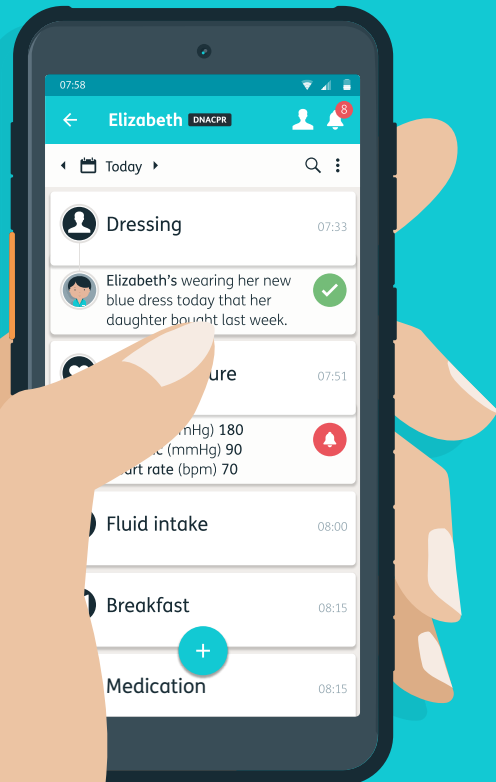 07:58
Elizabeth DNACPR 8
Today
Dressing 07:33
Elizabeth's wearing her new
blue dress today that her
daughter bought last week.
ure 07:51
mHg) 180
(mmHg) 90
art rate (bpm) 70
Fluid intake 08:00
Breakfast 08:15
Medication 08:15